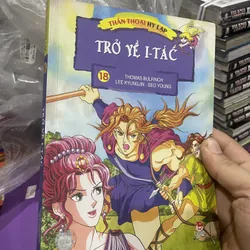 THẦN THOẠI HY LẠP
TRỞ VỀ I-TÁC
18
THOMAS BULFINCH
LEE KYUNGJIN - SEO YOUNG